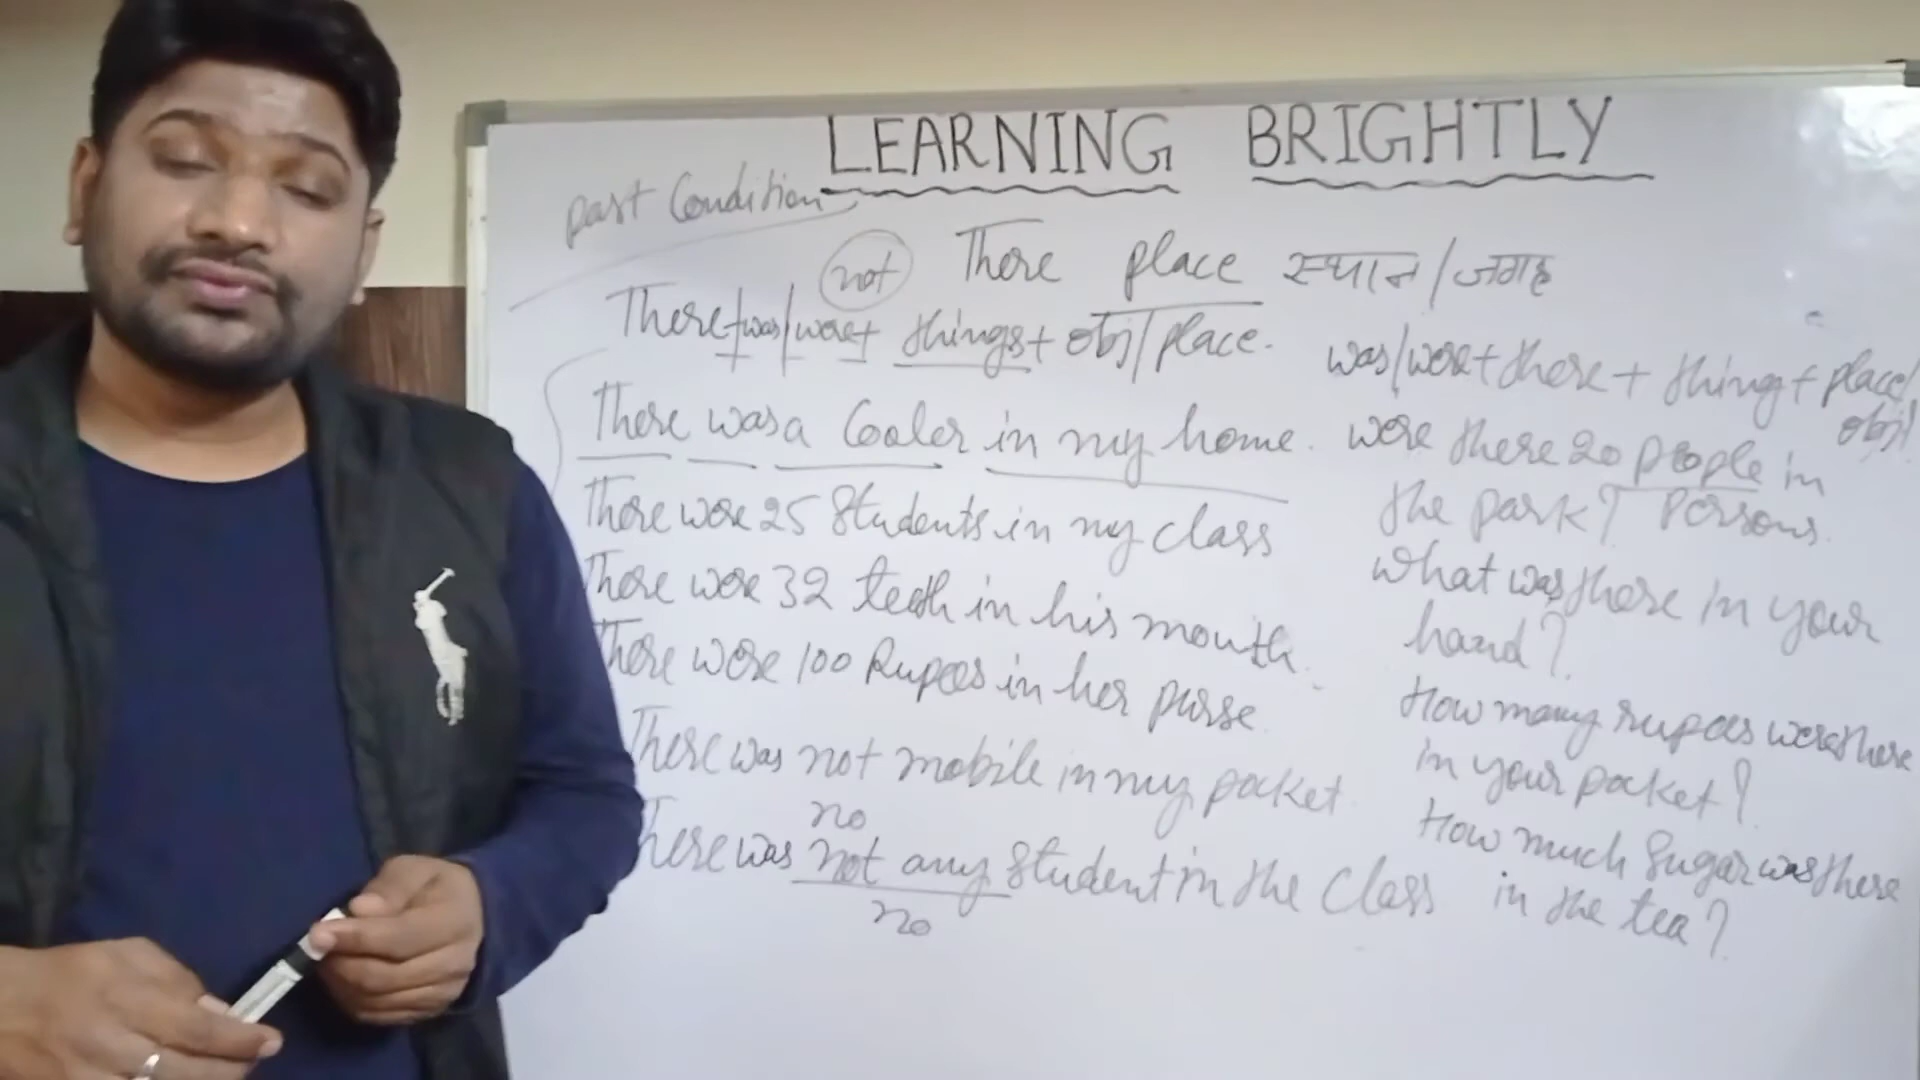 LEARNING BRIGHTLY
past Condition
not There place स्थान/जगह
There+was/were+things+obj/place.
There was a Cooler in my home.
There were 25 Students in my class
There were 32 teeth in his mouth.
There were 100 Rupees in her purse.
There was not mobile in my pocket
no
There was not any Student in the Class
no
was/were+there+thing+place/
obj/
were there 20 people in
the park? Persons.
What was there in your
hand?
How many rupees were there
in your pocket?
How much Sugar was there
in the tea?